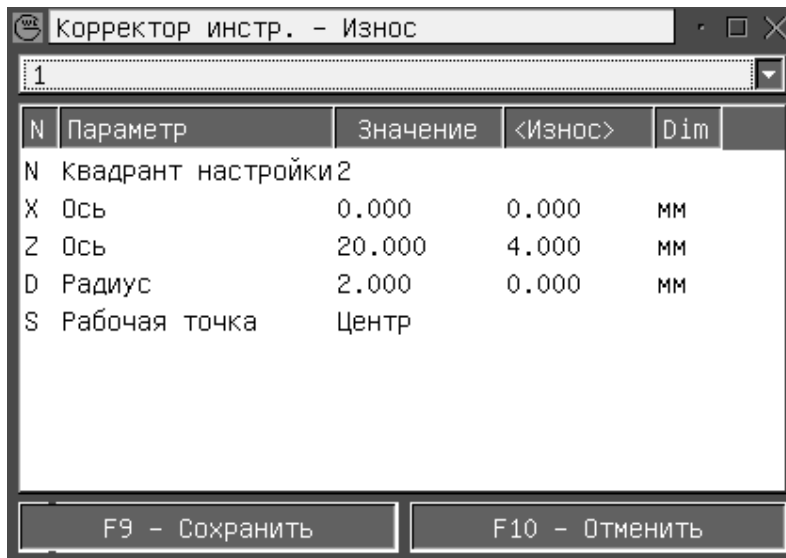 Корректор инстр. - Износ
1
N Параметр Значение <Износ> Dim
N Квадрант настройки 2
X Ось 0.000 0.000 мм
Z Ось 20.000 4.000 мм
D Радиус 2.000 0.000 мм
S Рабочая точка Центр
F9 - Сохранить F10 - Отменить